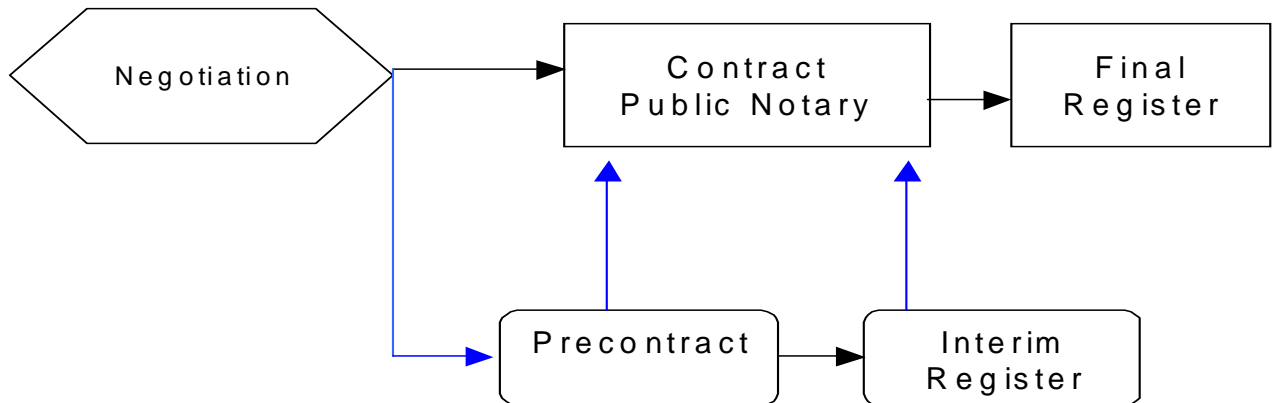 Negotiation
Contract
Public Notary
Final
Register
Precontract
Interim
Register